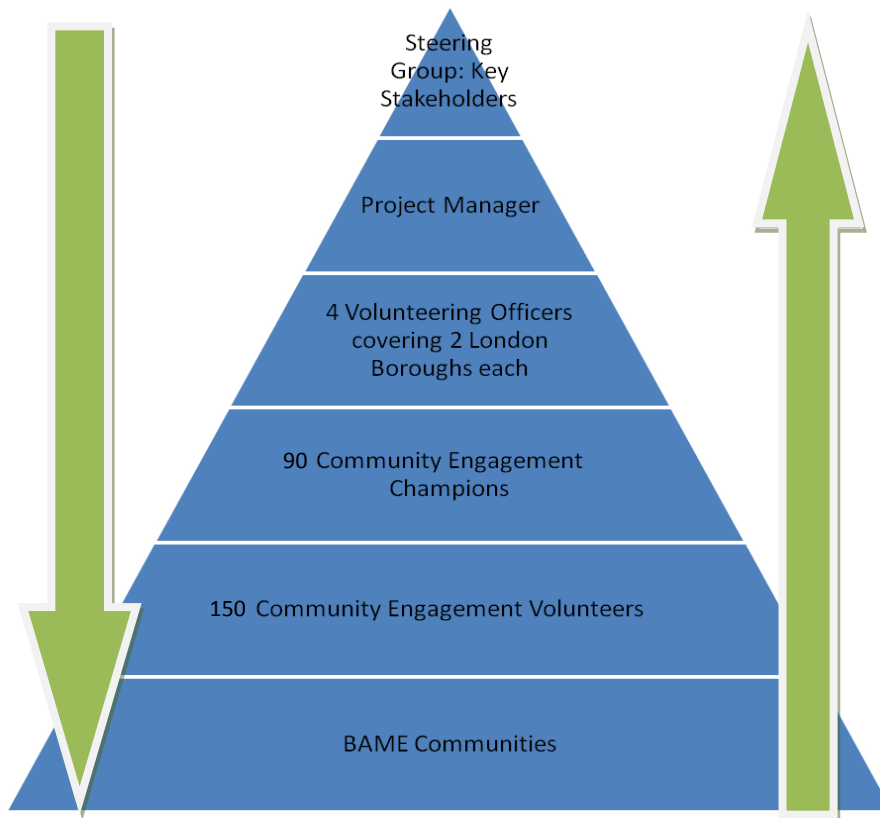 Steering
Group: Key
Stakeholders
Project Manager
4 Volunteering Officers
covering 2 London
Boroughs each
90 Community Engagement
Champions
150 Community Engagement Volunteers
BAME Communities